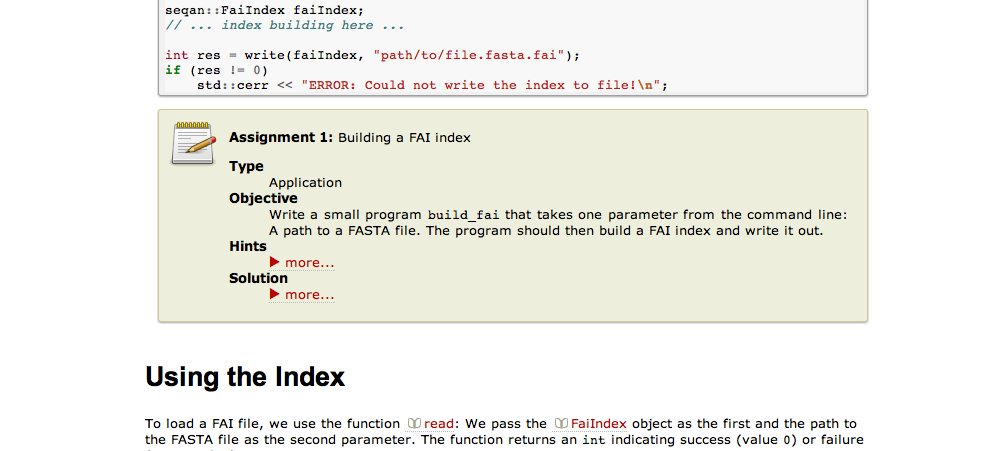 seqan::FaiIndex faiIndex;
// ... index building here ...
int res = write(faiIndex, "path/to/file.fasta.fai");
if (res != 0)
    std::cerr << "ERROR: Could not write the index to file!\n";
Assignment 1: Building a FAI index
Type
Application
Objective
Write a small program build_fai that takes one parameter from the command line:
A path to a FASTA file. The program should then build a FAI index and write it out.
Hints
▶ more...
Solution
▶ more...
Using the Index
To load a FAI file, we use the function read: We pass the FaiIndex object as the first and the path to
the FASTA file as the second parameter. The function returns an int indicating success (value 0) or failure